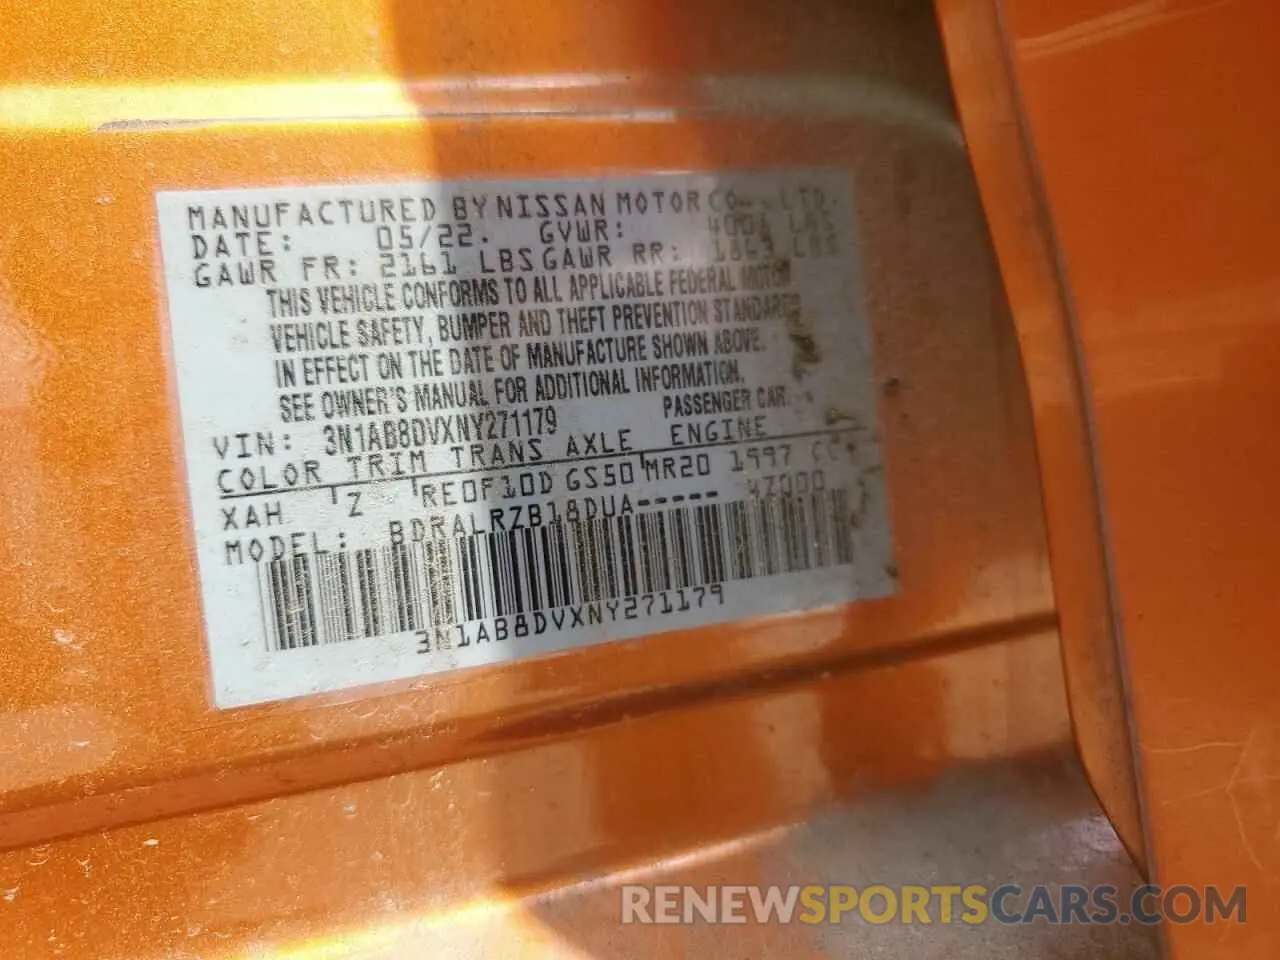 MANUFACTURED BY NISSAN MOTOR CO., LTD.
DATE: 05/22. GVWR: LBS
GAWR FR: 2161 LBS GAWR RR: 1863 LBS
THIS VEHICLE CONFORMS TO ALL APPLICABLE FEDERAL MOTOR
VEHICLE SAFETY, BUMPER AND THEFT PREVENTION STANDARDS
IN EFFECT ON THE DATE OF MANUFACTURE SHOWN ABOVE.
SEE OWNER'S MANUAL FOR ADDITIONAL INFORMATION.
VIN: 3N1AB8DVXNY271179 PASSENGER CAR
COLOR TRIM TRANS AXLE ENGINE
XAH Z RE0F10D GS50 MR20 1997 CC
MODEL: BDRALRZB18DUA-----
3N1AB8DVXNY271179
RENEWSPORTSCARS.COM